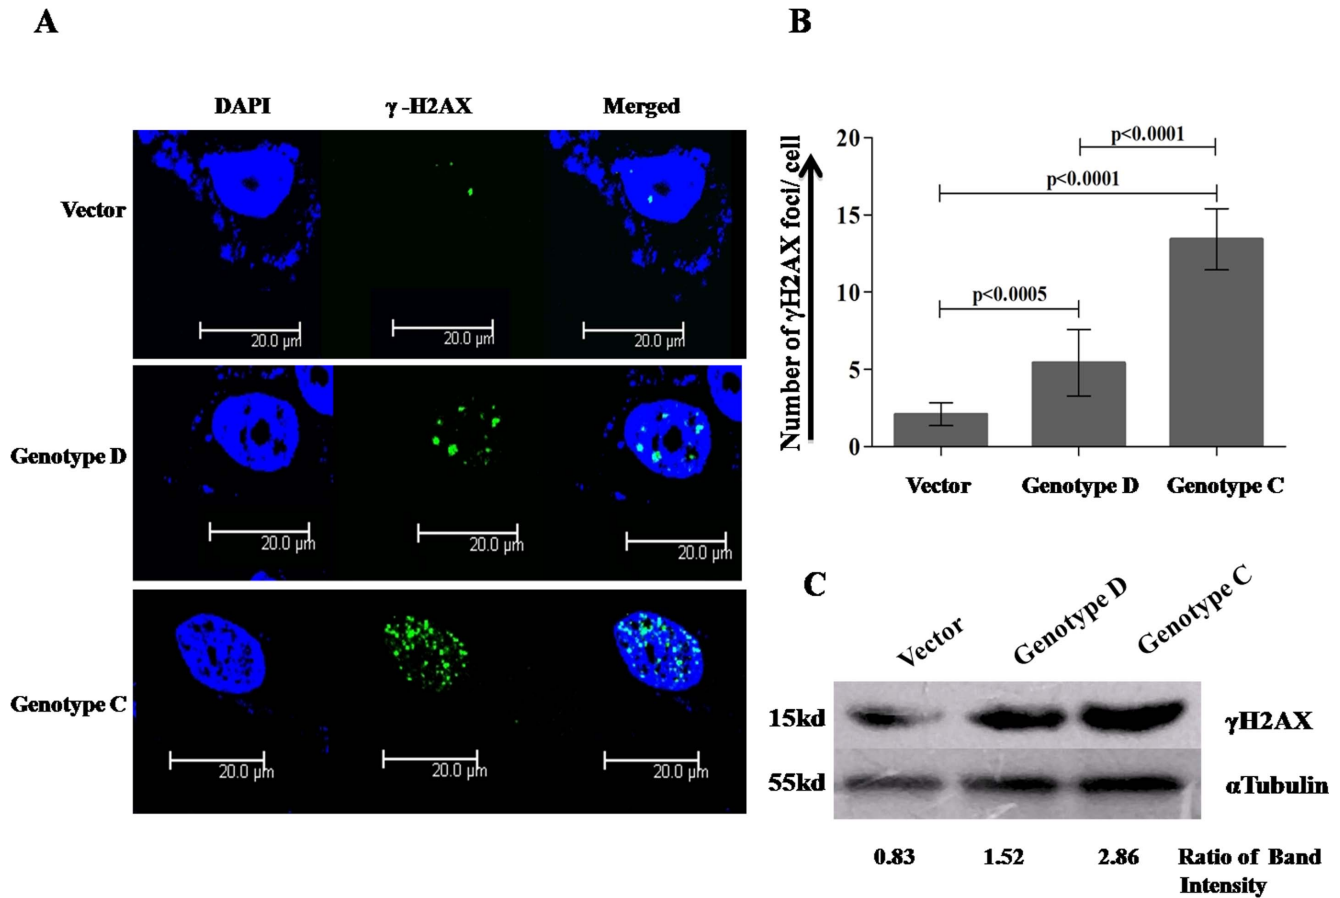 A
DAPI
γ -H2AX
Merged
Vector
20.0 µm
20.0 µm
20.0 µm
Genotype D
20.0 µm
20.0 µm
20.0 µm
Genotype C
20.0 µm
20.0 µm
20.0 µm
B
Number of γH2AX foci/ cell
20
15
10
5
0
p<0.0001
p<0.0001
p<0.0005
Vector
Genotype D
Genotype C
C
Vector
Genotype D
Genotype C
15kd
γH2AX
55kd
αTubulin
0.83
1.52
2.86
Ratio of Band
Intensity